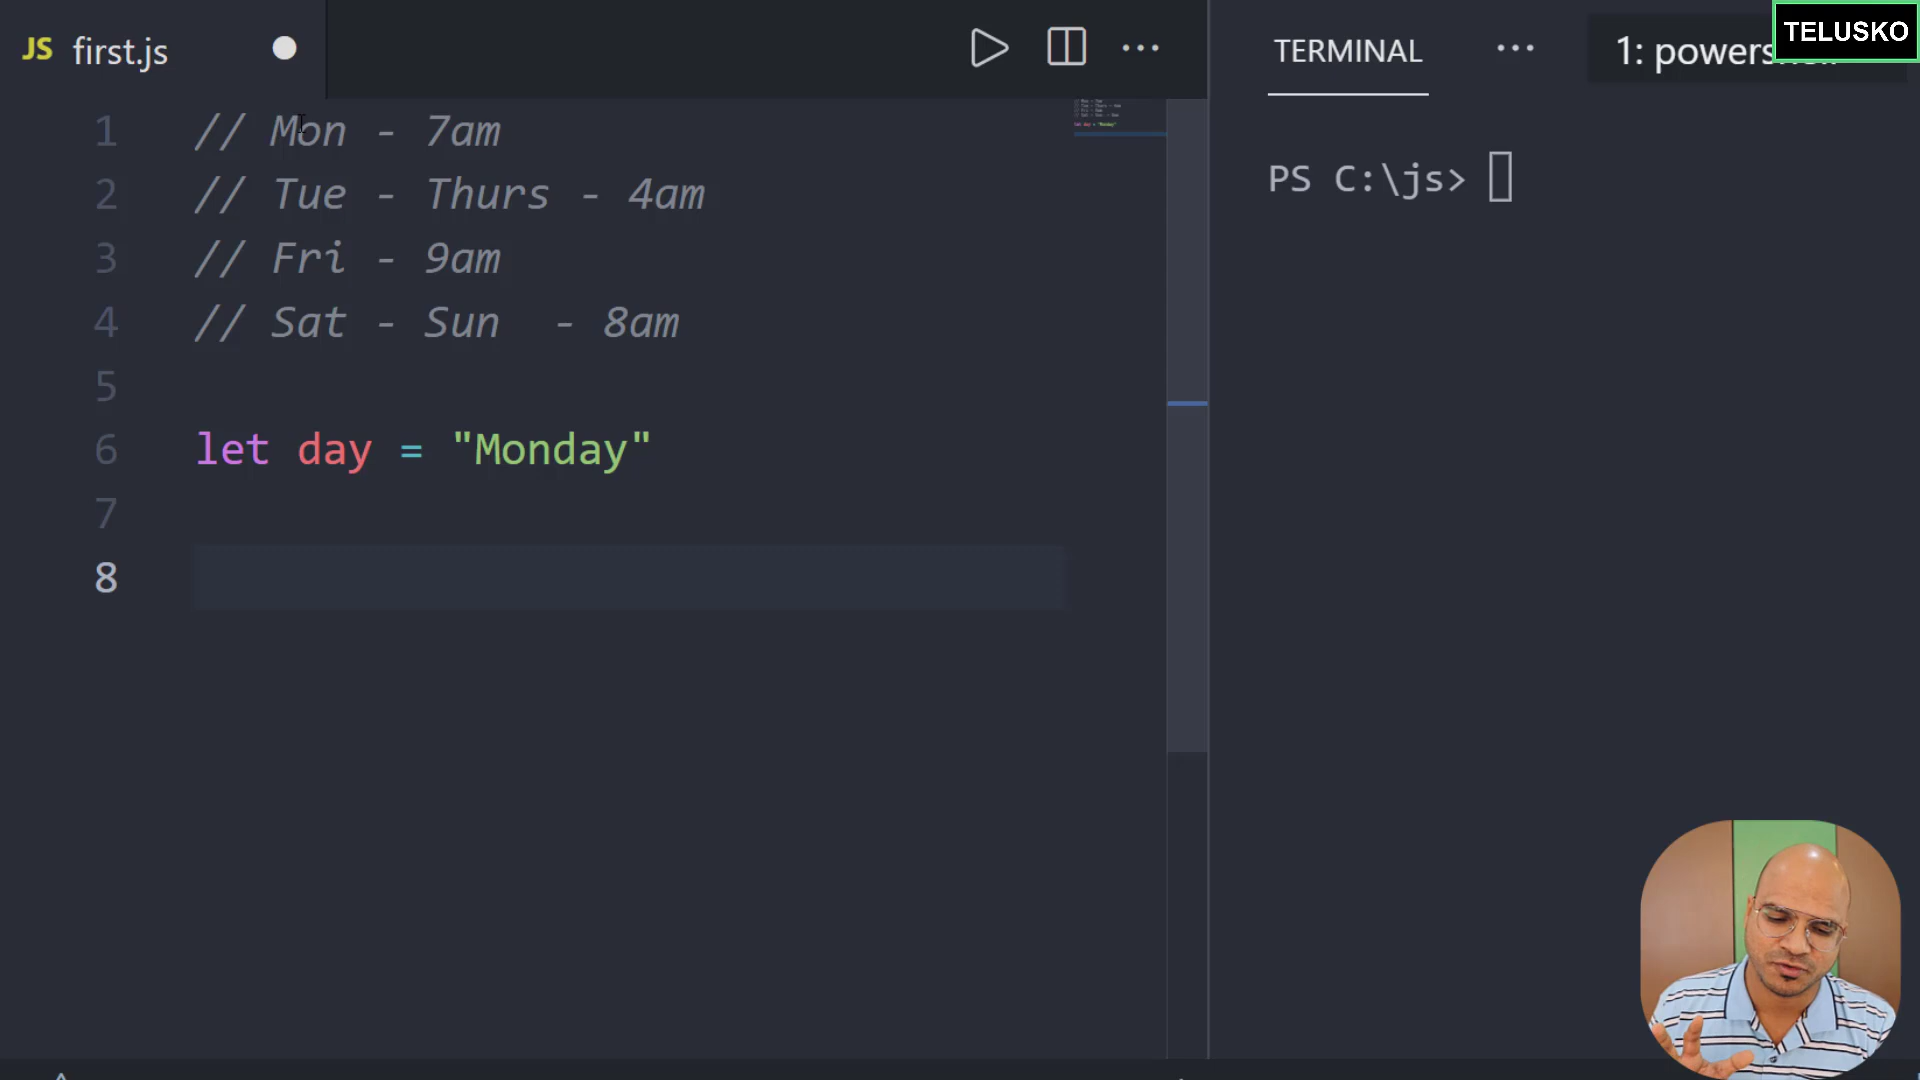 JS first.js
TERMINAL
1: powers
TELUSKO
1 // Mon - 7am
2 // Tue - Thurs - 4am
3 // Fri - 9am
4 // Sat - Sun  - 8am
5
6 let day = "Monday"
7
8
PS C:\js>